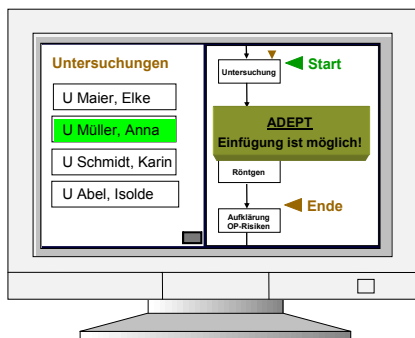 Untersuchungen
U Maier, Elke
U Müller, Anna
U Schmidt, Karin
U Abel, Isolde
Untersuchung
Start
ADEPT
Einfügung ist möglich!
Röntgen
Ende
Aufklärung
OP-Risiken